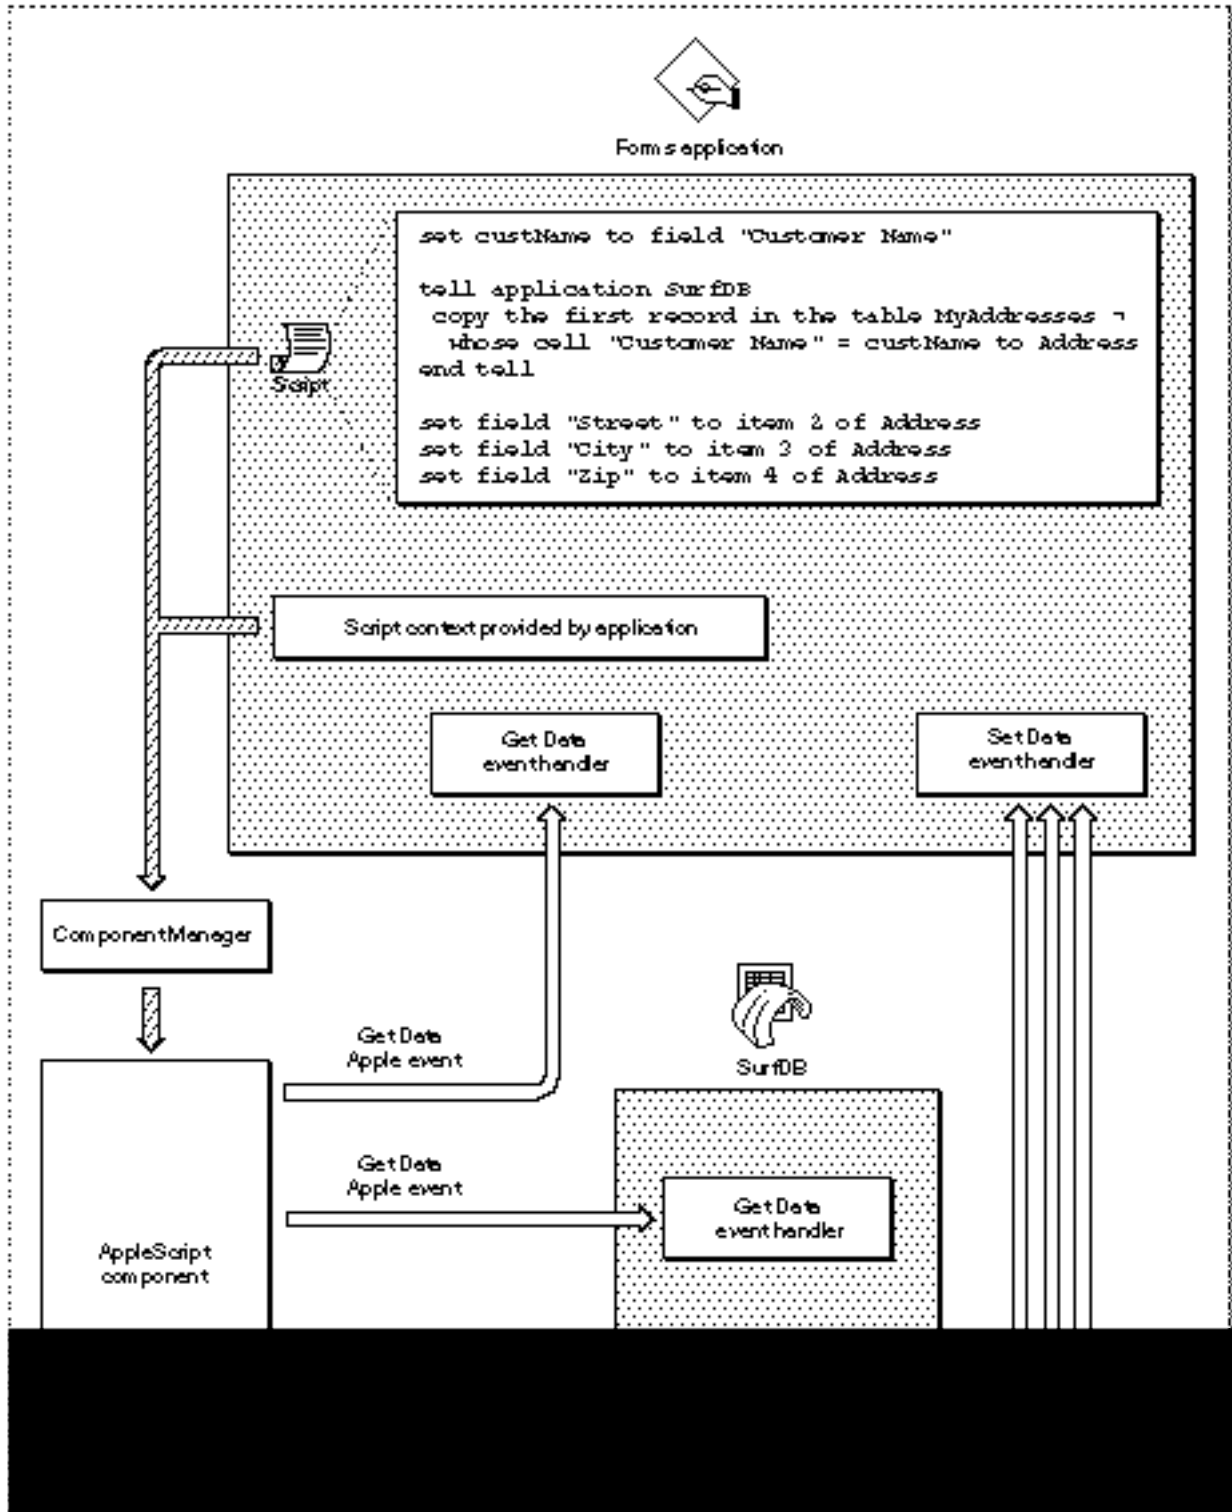 Forms application
set custName to field "Customer Name"
tell application SurfDB
copy the first record in the table MyAddresses ¬
whose cell "Customer Name" = custName to Address
end tell
set field "Street" to item 2 of Address
set field "City" to item 3 of Address
set field "Zip" to item 4 of Address
Script
Script context provided by application
Get Data
event handler
Set Data
event handler
Component Manager
Get Data
Apple event
SurfDB
Get Data
Apple event
Get Data
event handler
AppleScript
component